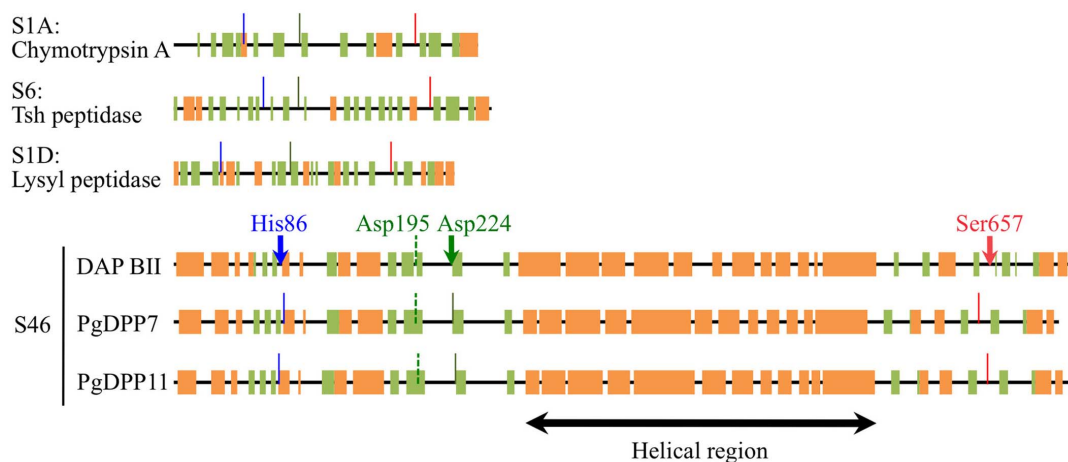 S1A:
Chymotrypsin A
S6:
Tsh peptidase
S1D:
Lysyl peptidase
His86 Asp195 Asp224 Ser657
DAP BII
S46 PgDPP7
PgDPP11
Helical region